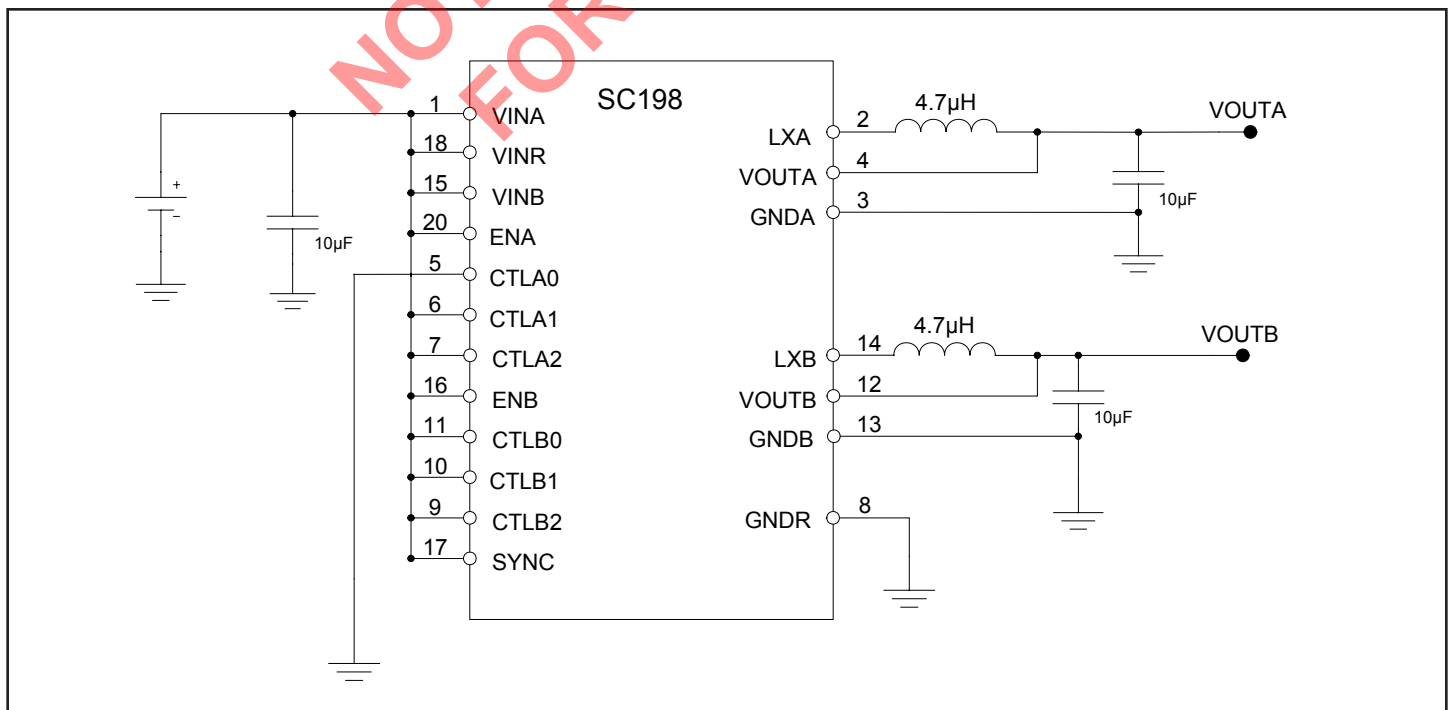 NOT
FOR
SC198
1
VINA
18
VINR
15
VINB
20
ENA
5
CTLA0
6
CTLA1
7
CTLA2
16
ENB
11
CTLB0
10
CTLB1
9
CTLB2
17
SYNC
+
-
10µF
LXA
2
4.7µH
VOUTA
VOUTA
4
GNDA
3
10µF
LXB
14
4.7µH
VOUTB
VOUTB
12
GNDB
13
10µF
GNDR
8